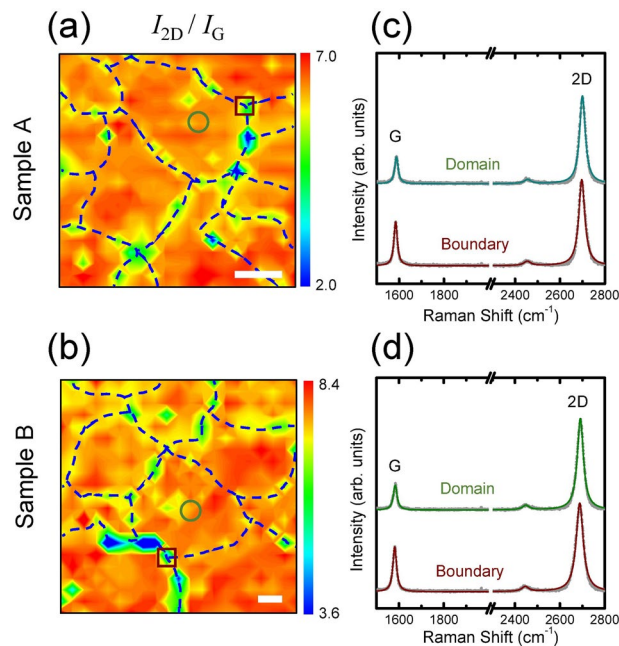 (a)
I2D / IG
Sample A
7.0
2.0
(c)
Intensity (arb. units)
G
2D
Domain
Boundary
1600
2400
2600
2800
Raman Shift (cm-1)
(b)
Sample B
8.4
3.6
(d)
Intensity (arb. units)
G
2D
Domain
Boundary
1600
2400
2600
2800
Raman Shift (cm-1)